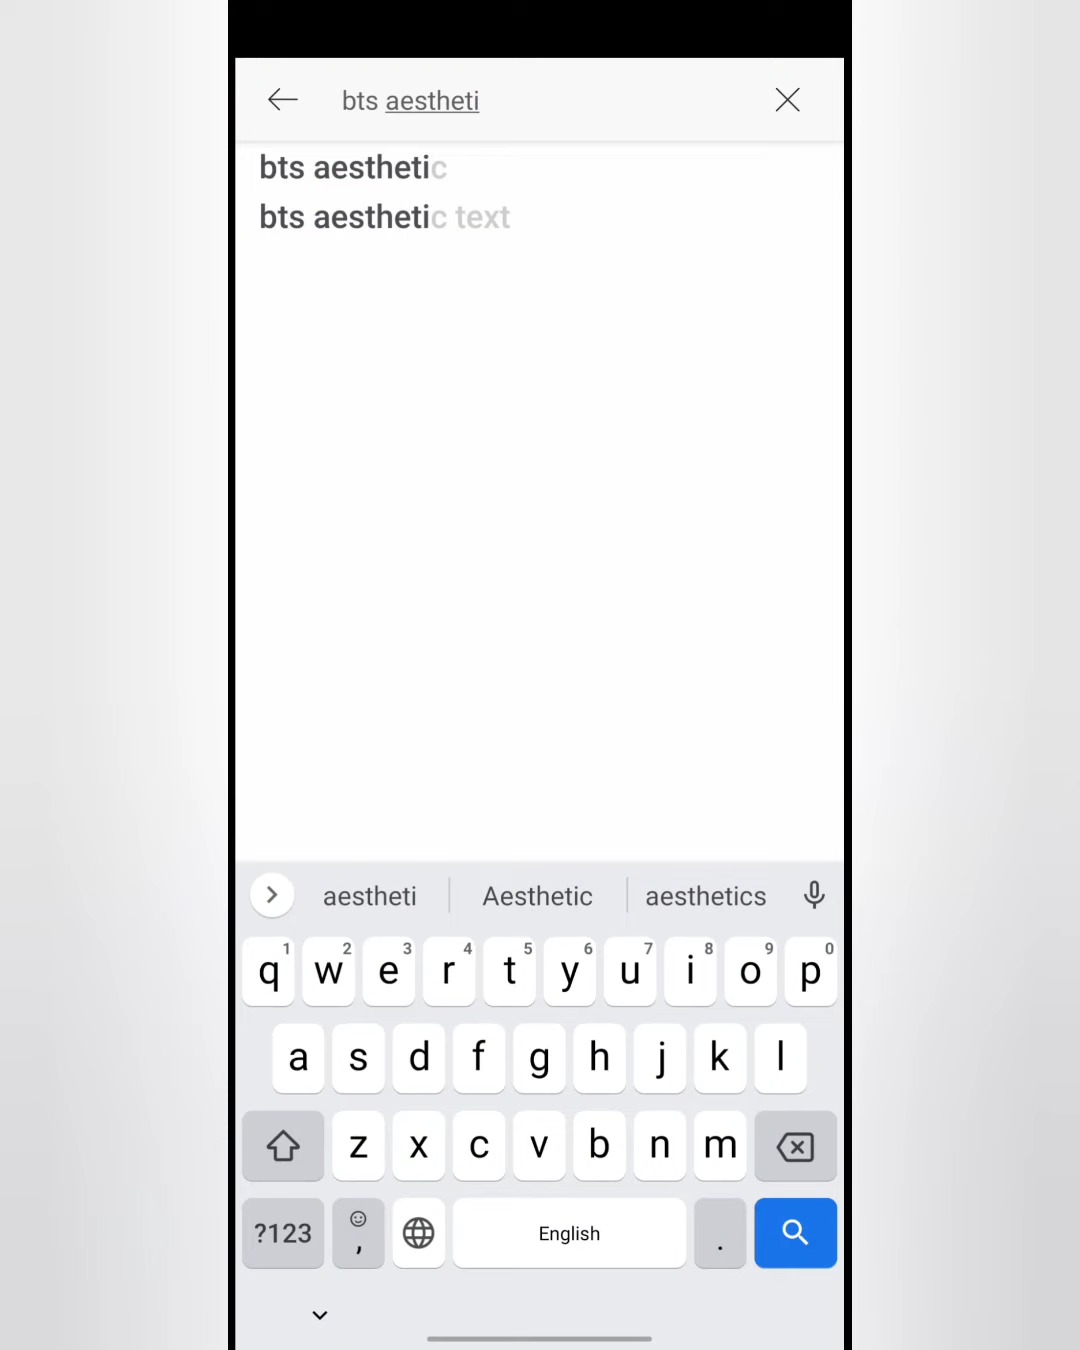 bts aestheti
bts aesthetic
bts aesthetic text
aestheti Aesthetic aesthetics
1 2 3 4 5 6 7 8 9 0
q w e r t y u i o p
a s d f g h j k l
z x c v b n m
?123 , English .